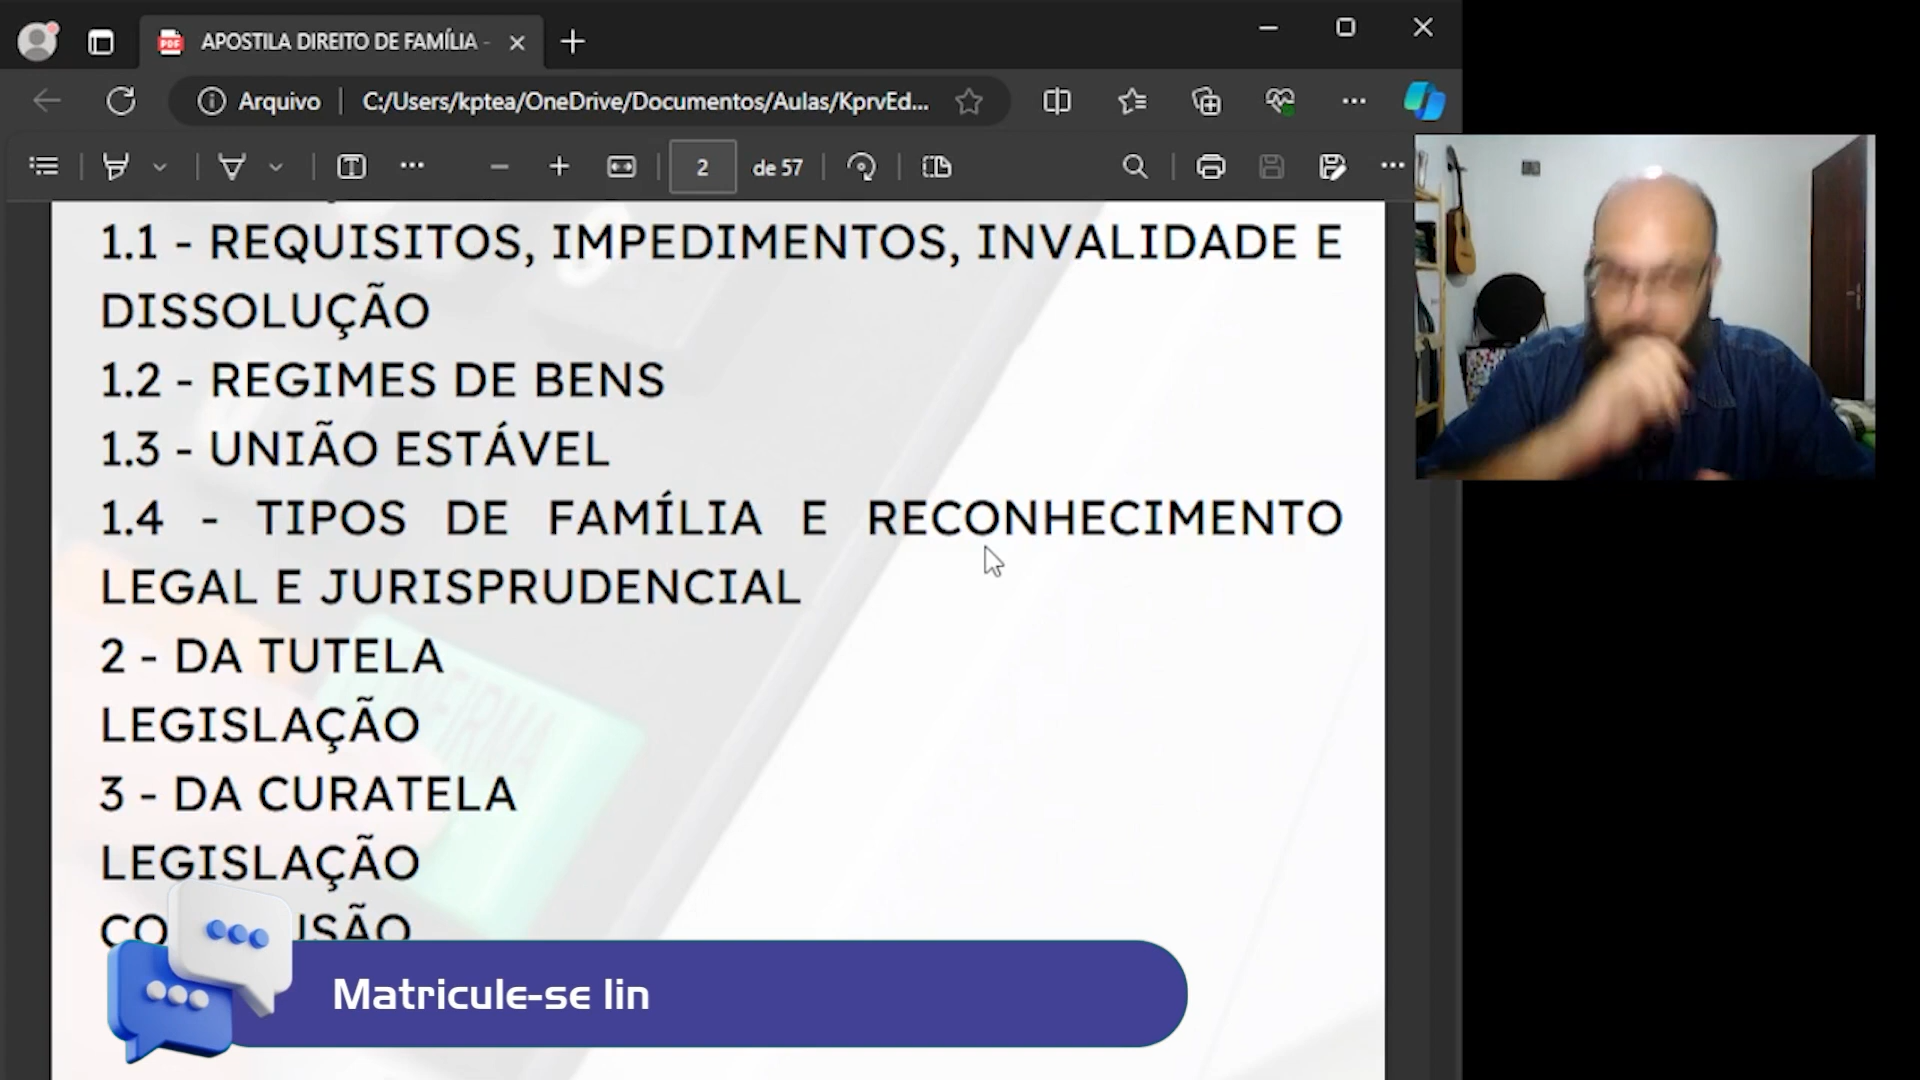 APOSTILA DIREITO DE FAMÍLIA -
Arquivo
C:/Users/kptea/OneDrive/Documentos/Aulas/KprvEd...
2 de 57
1.1 - REQUISITOS, IMPEDIMENTOS, INVALIDADE E
DISSOLUÇÃO
1.2 - REGIMES DE BENS
1.3 - UNIÃO ESTÁVEL
1.4 - TIPOS DE FAMÍLIA E RECONHECIMENTO
LEGAL E JURISPRUDENCIAL
2 - DA TUTELA
LEGISLAÇÃO
3 - DA CURATELA
LEGISLAÇÃO
Matricule-se lin